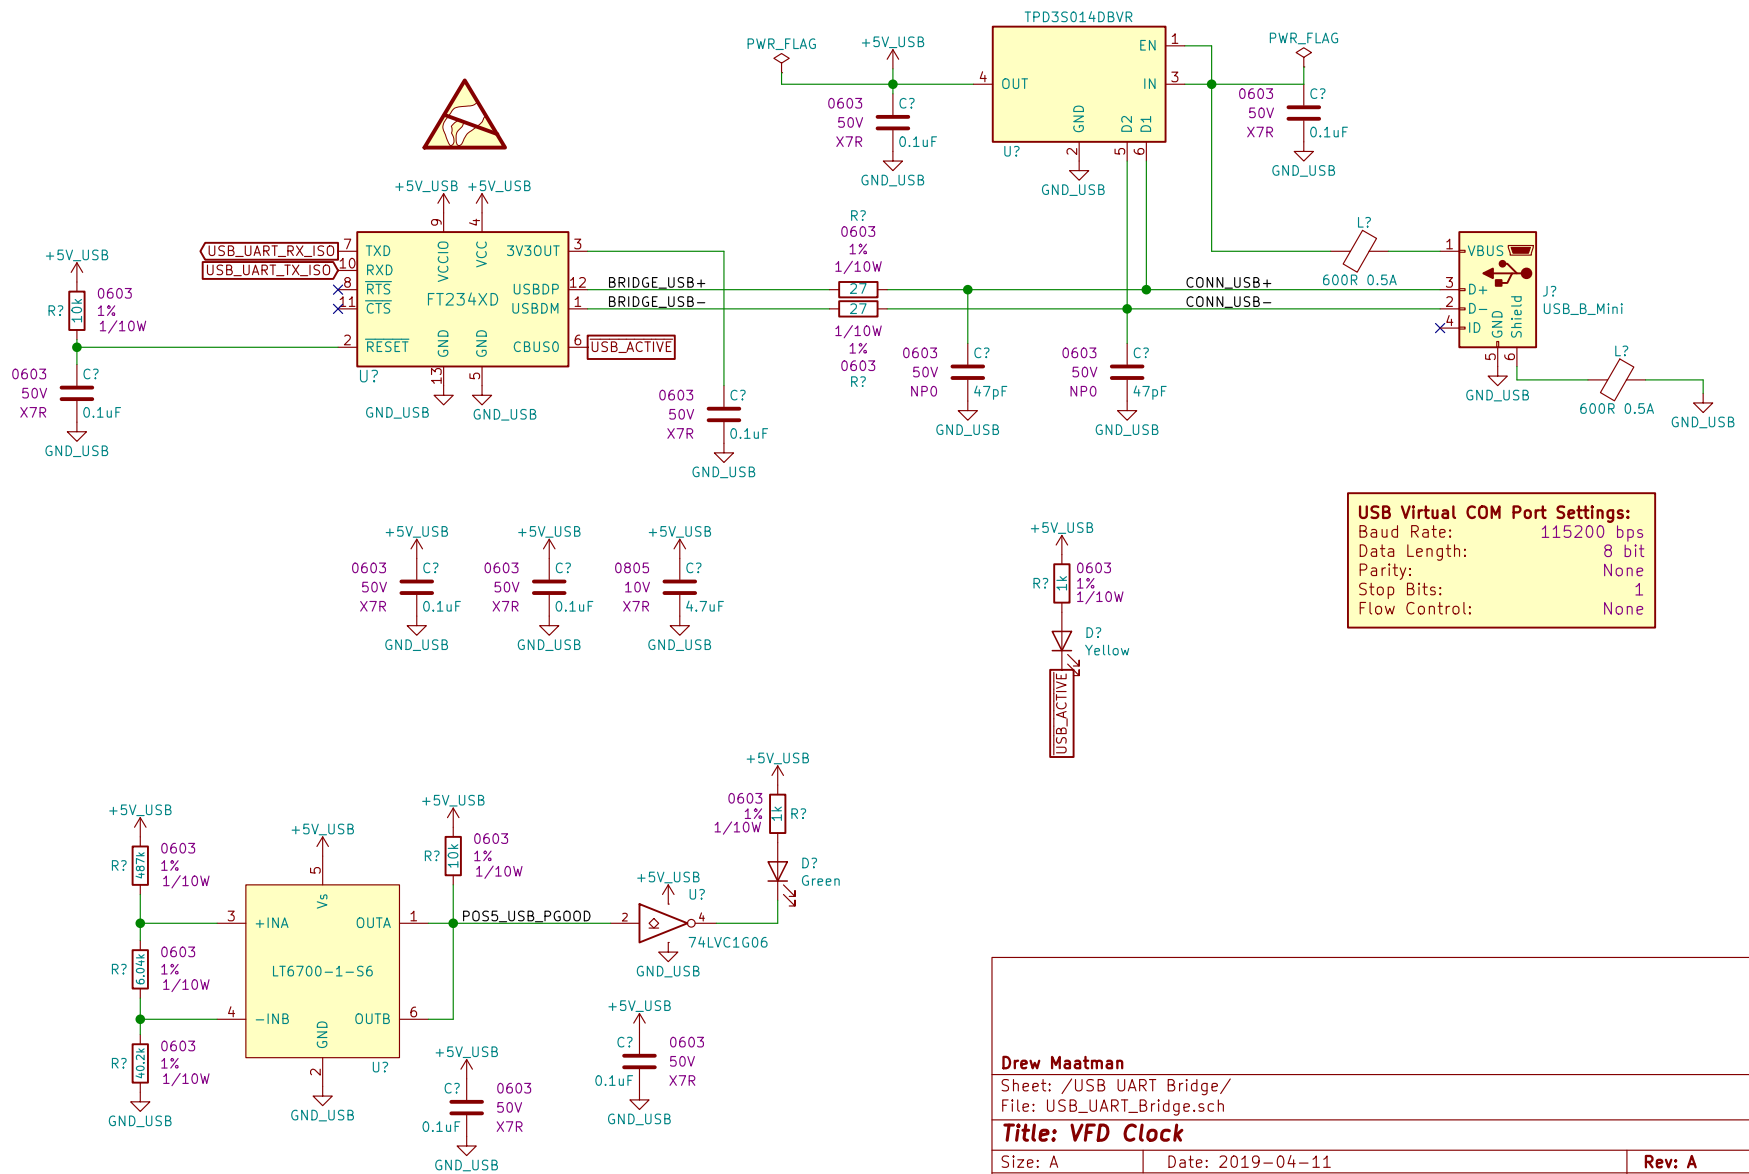 TPD3S014DBVR
PWR_FLAG
+5V_USB
EN
1
4
OUT
IN
3
GND
D2
D1
U?
2
5
6
GND_USB
0603
50V
X7R
C?
0.1uF
GND_USB
PWR_FLAG
0603
50V
X7R
C?
0.1uF
GND_USB
+5V_USB
+5V_USB
9
4
USB_UART_RX_ISO
7
TXD
USB_UART_TX_ISO
10
RXD
8
RTS
11
CTS
2
RESET
VCCIO
VCC
3V3OUT
3
FT234XD
USBDP
12
USBDM
1
CBUS0
6
USB_ACTIVE
GND
GND
U?
13
5
GND_USB
GND_USB
BRIDGE_USB+
BRIDGE_USB-
+5V_USB
R?
10k
0603
1%
1/10W
0603
50V
X7R
C?
0.1uF
GND_USB
0603
50V
X7R
C?
0.1uF
GND_USB
R?
0603
1%
1/10W
27
27
1/10W
1%
0603
R?
0603
50V
NP0
C?
47pF
GND_USB
0603
50V
NP0
C?
47pF
GND_USB
CONN_USB+
CONN_USB-
L?
600R 0.5A
1
VBUS
3
D+
2
D-
4
ID
GND
Shield
J?
USB_B_Mini
5
6
GND_USB
L?
600R 0.5A
GND_USB
+5V_USB
0603
50V
X7R
C?
0.1uF
GND_USB
+5V_USB
0603
50V
X7R
C?
0.1uF
GND_USB
+5V_USB
0805
10V
X7R
C?
4.7uF
GND_USB
+5V_USB
R?
1k
0603
1%
1/10W
D?
Yellow
USB_ACTIVE
USB Virtual COM Port Settings:
Baud Rate: 115200 bps
Data Length: 8 bit
Parity: None
Stop Bits: 1
Flow Control: None
+5V_USB
R?
487k
0603
1%
1/10W
R?
6.04k
0603
1%
1/10W
R?
40.2k
0603
1%
1/10W
GND_USB
+5V_USB
5
Vs
3
+INA
OUTA
1
LT6700-1-S6
4
-INB
OUTB
6
GND
2
U?
GND_USB
+5V_USB
R?
10k
0603
1%
1/10W
POS5_USB_PGOOD
+5V_USB
U?
2
4
74LVC1G06
GND_USB
+5V_USB
0603
1%
1/10W
1k
R?
D?
Green
+5V_USB
C?
0.1uF
0603
50V
X7R
GND_USB
+5V_USB
C?
0.1uF
0603
50V
X7R
GND_USB
Drew Maatman
Sheet: /USB UART Bridge/
File: USB_UART_Bridge.sch
Title: VFD Clock
Size: A
Date: 2019-04-11
Rev: A